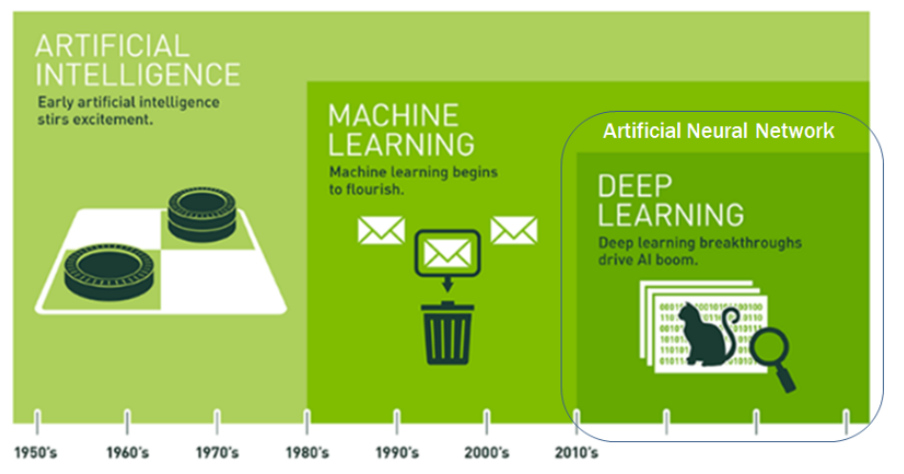 ARTIFICIAL
INTELLIGENCE
Early artificial intelligence
stirs excitement.
MACHINE
LEARNING
Machine learning begins
to flourish.
Artificial Neural Network
DEEP
LEARNING
Deep learning breakthroughs
drive AI boom.
1950's 1960's 1970's 1980's 1990's 2000's 2010's